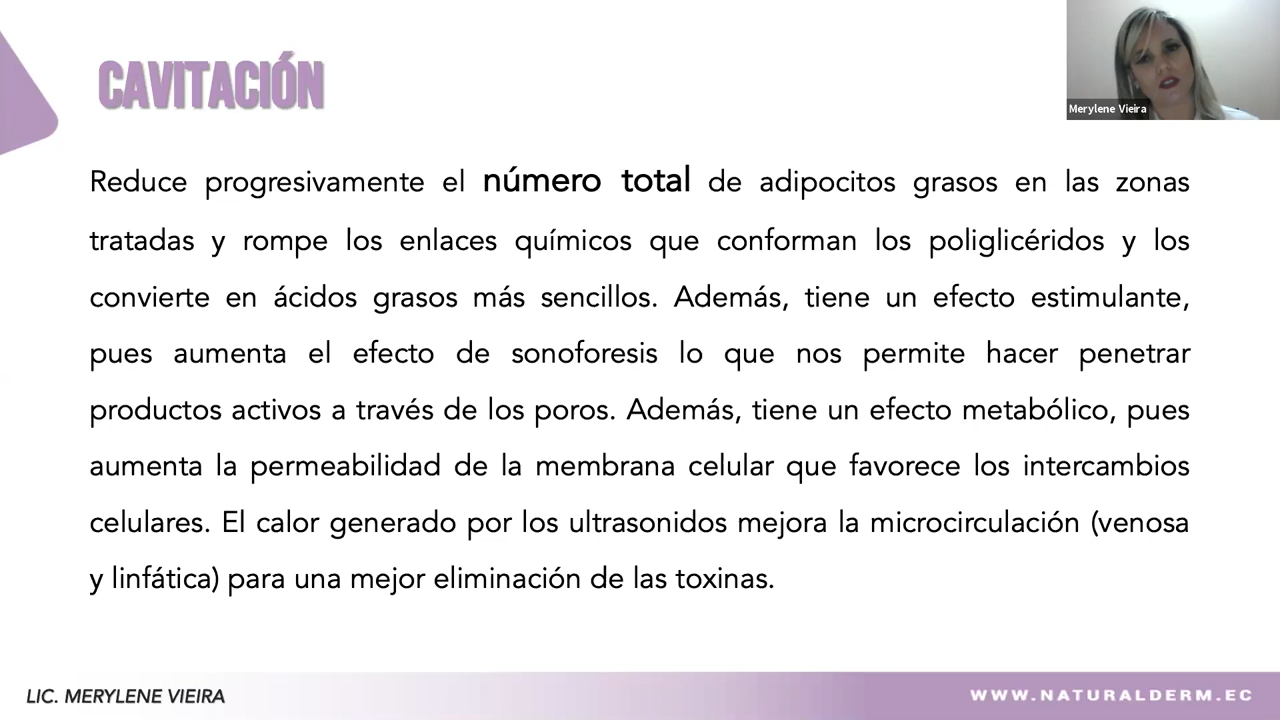 CAVITACIÓN
Merylene Vieira
Reduce progresivamente el número total de adipocitos grasos en las zonas
tratadas y rompe los enlaces químicos que conforman los poliglicéridos y los
convierte en ácidos grasos más sencillos. Además, tiene un efecto estimulante,
pues aumenta el efecto de sonoforesis lo que nos permite hacer penetrar
productos activos a través de los poros. Además, tiene un efecto metabólico, pues
aumenta la permeabilidad de la membrana celular que favorece los intercambios
celulares. El calor generado por los ultrasonidos mejora la microcirculación (venosa
y linfática) para una mejor eliminación de las toxinas.
LIC. MERYLENE VIEIRA
WWW.NATURALDERM.EC